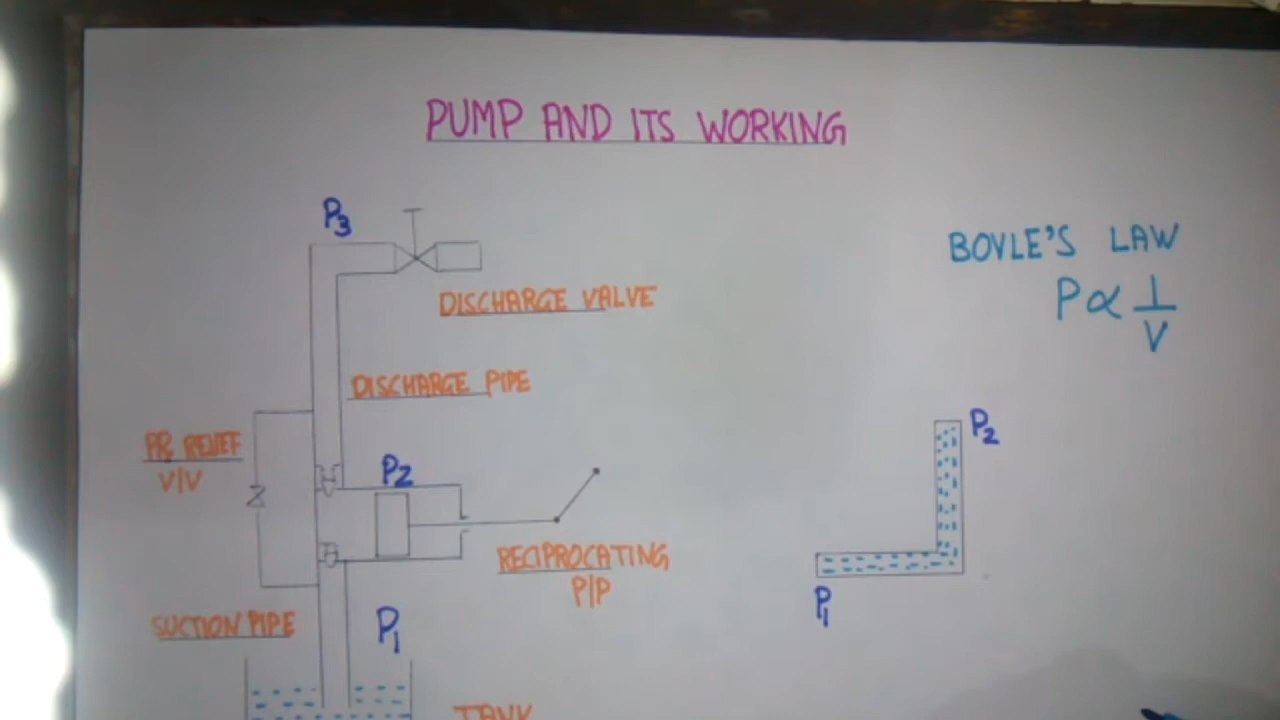 PUMP AND ITS WORKING
P3
BOYLE'S LAW
P ∝ 1/V
DISCHARGE VALVE
DISCHARGE PIPE
P2
PR RELIEF
V/V
P2
RECIPROCATING
P/P
P1
SUCTION PIPE
P1
TANK